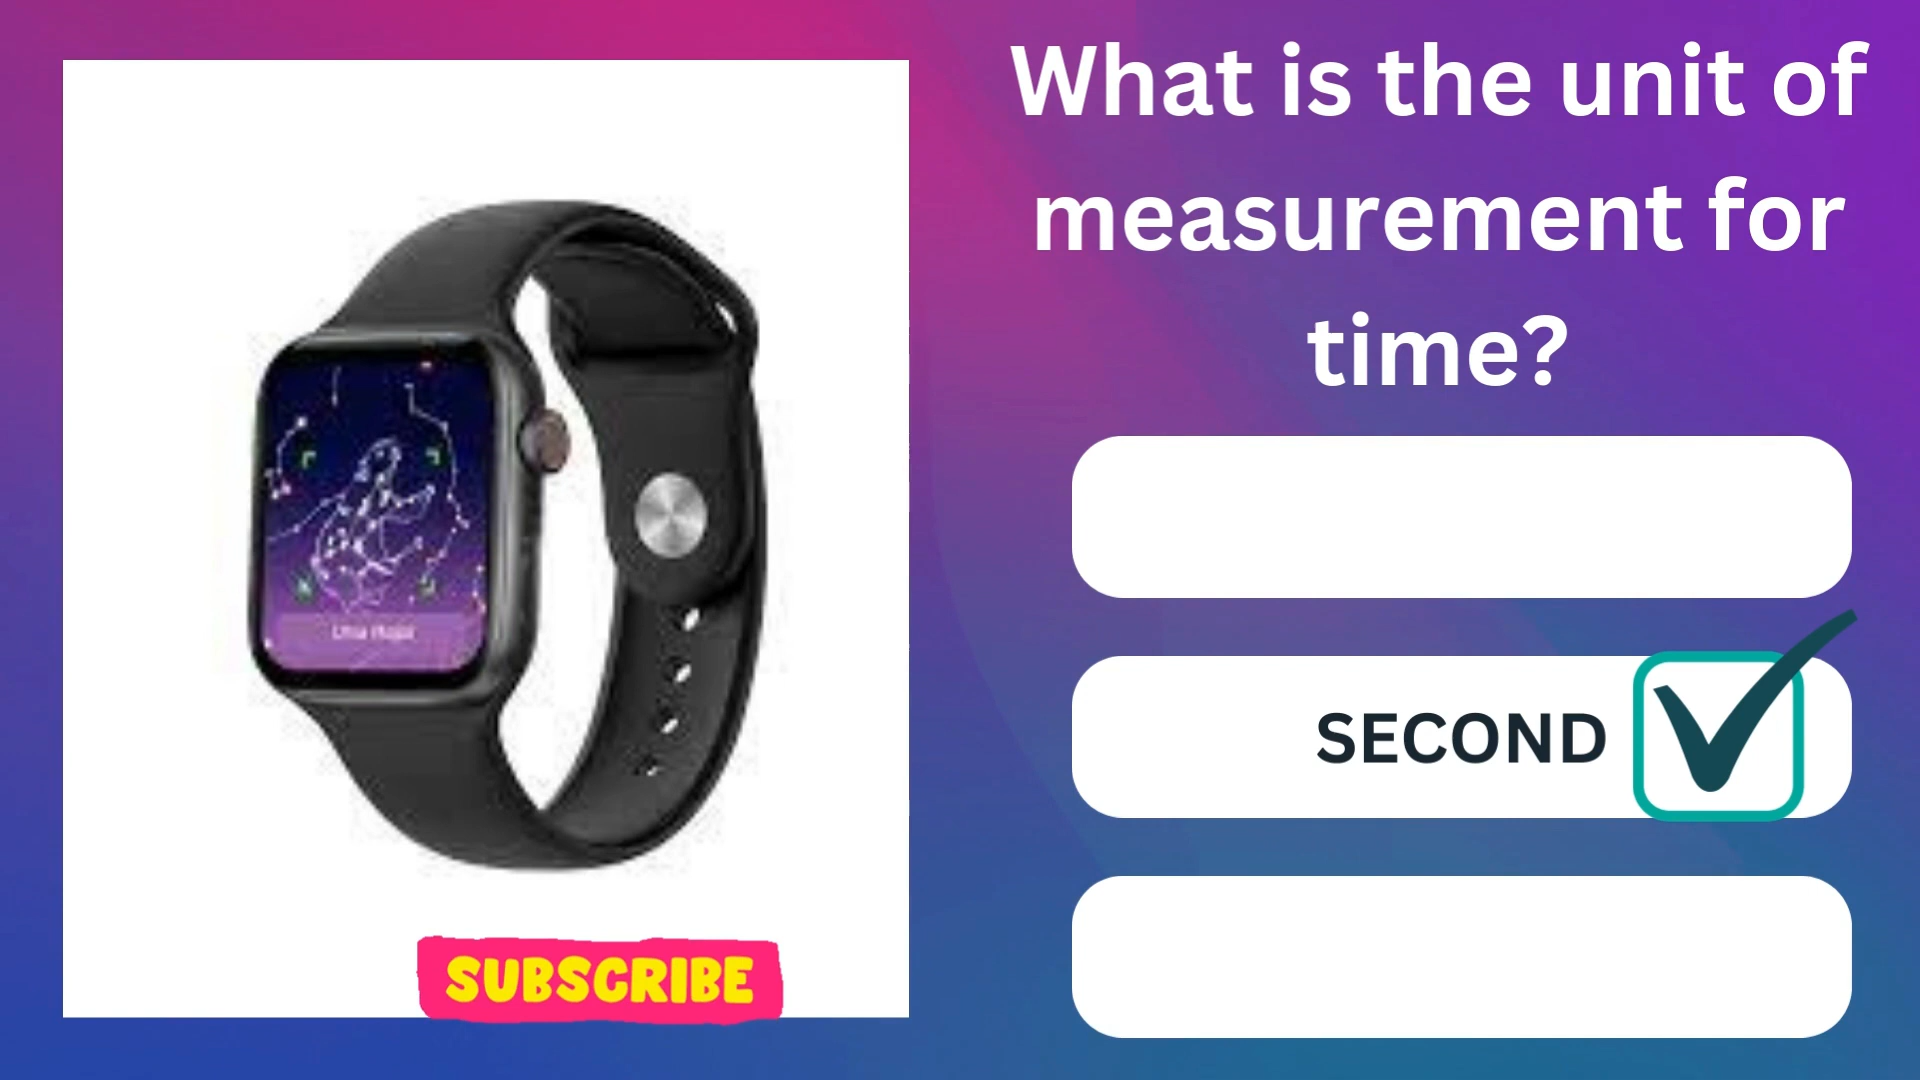 What is the unit of
measurement for
time?
SECOND
SUBSCRIBE